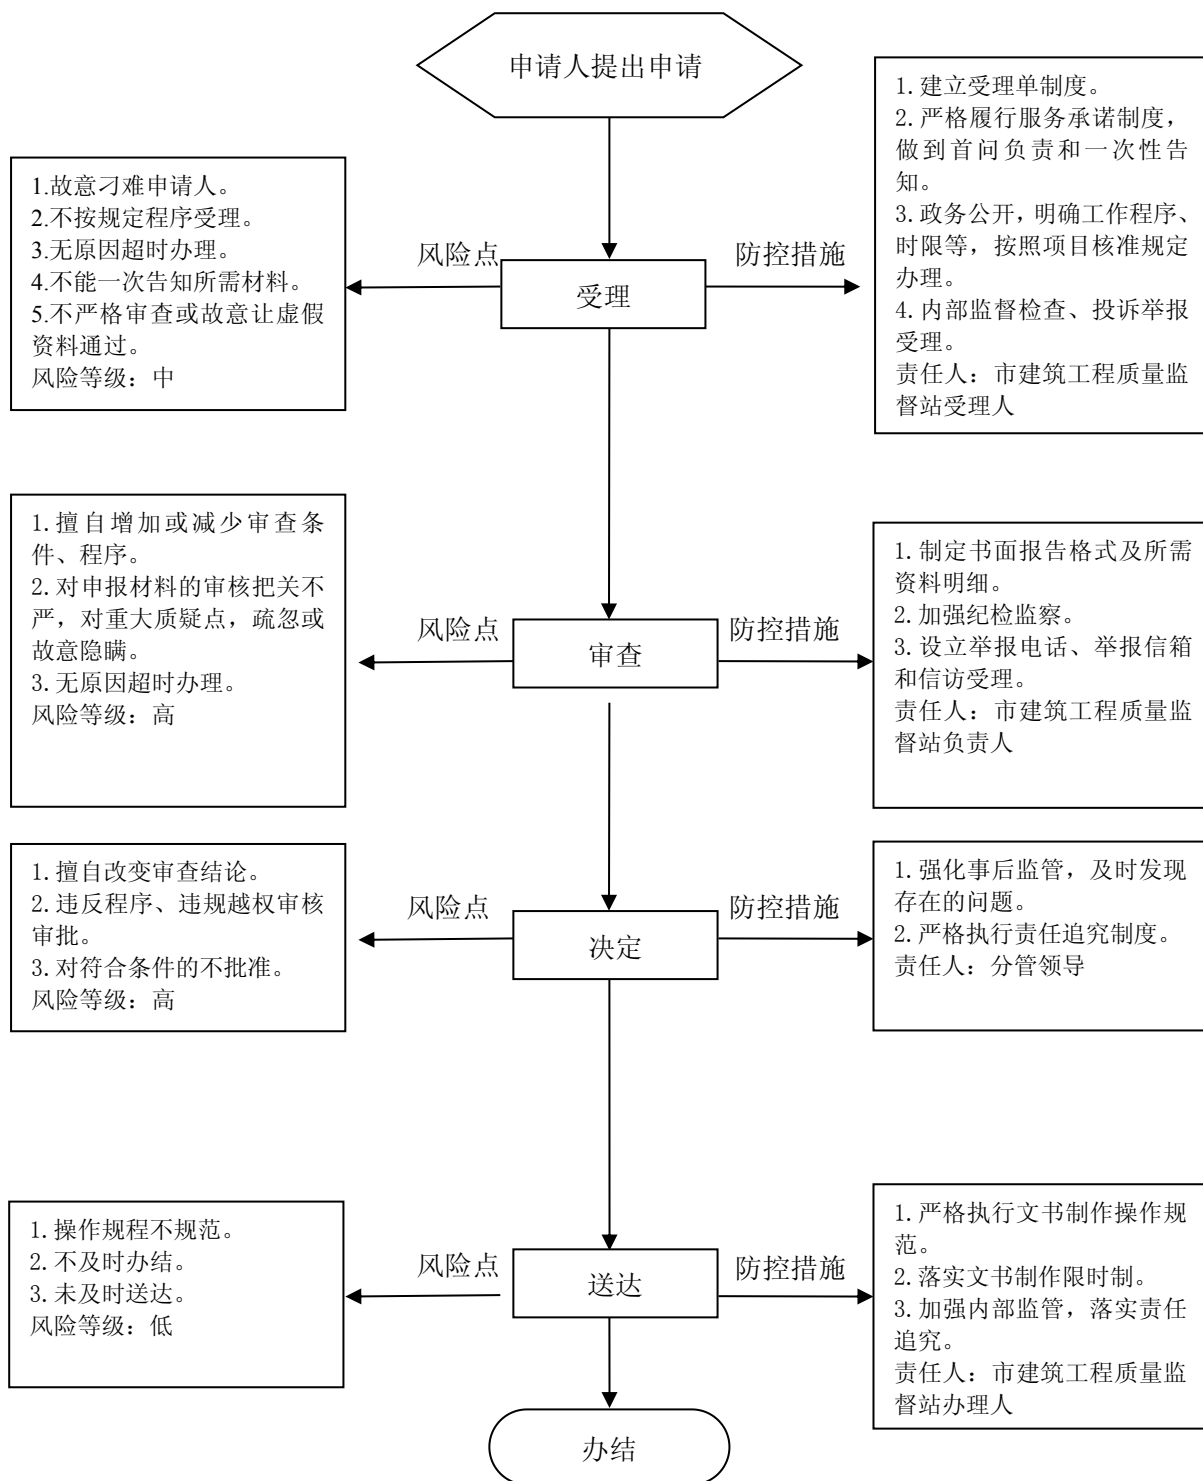 申请人提出申请
1.故意刁难申请人。
2.不按规定程序受理。
3.无原因超时办理。
4.不能一次告知所需材料。
5.不严格审查或故意让虚假
资料通过。
风险等级：中
风险点
受理
防控措施
1.建立受理单制度。
2.严格履行服务承诺制度，
做到首问负责和一次性告
知。
3.政务公开，明确工作程序、
时限等，按照项目核准规定
办理。
4.内部监督检查、投诉举报
受理。
责任人：市建筑工程质量监
督站受理人
1.擅自增加或减少审查条
件、程序。
2.对申报材料的审核把关不
严，对重大质疑点，疏忽或
故意隐瞒。
3.无原因超时办理。
风险等级：高
风险点
审查
防控措施
1.制定书面报告格式及所需
资料明细。
2.加强纪检监察。
3.设立举报电话、举报信箱
和信访受理。
责任人：市建筑工程质量监
督站负责人
1.擅自改变审查结论。
2.违反程序、违规越权审核
审批。
3.对符合条件的不批准。
风险等级：高
风险点
决定
防控措施
1.强化事后监管，及时发现
存在的问题。
2.严格执行责任追究制度。
责任人：分管领导
1.操作规程不规范。
2.不及时办结。
3.未及时送达。
风险等级：低
风险点
送达
防控措施
1.严格执行文书制作操作规
范。
2.落实文书制作限时制。
3.加强内部监管，落实责任
追究。
责任人：市建筑工程质量监
督站办理人
办结